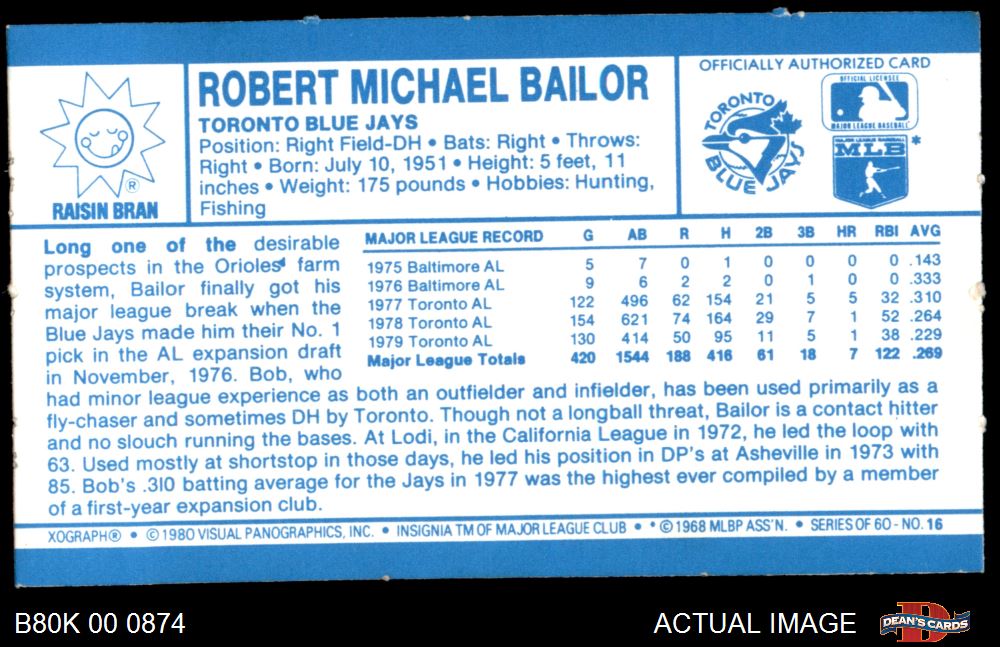 ROBERT MICHAEL BAILOR
TORONTO BLUE JAYS
Position: Right Field-DH • Bats: Right • Throws:
Right • Born: July 10, 1951 • Height: 5 feet, 11
inches • Weight: 175 pounds • Hobbies: Hunting,
Fishing
®
RAISIN BRAN
OFFICIALLY AUTHORIZED CARD
TORONTO
BLUE JAYS
OFFICIAL LICENSEE
MAJOR LEAGUE BASEBALL
MAJOR LEAGUE BASEBALL
MLB *
Long one of the desirable
prospects in the Orioles' farm
system, Bailor finally got his
major league break when the
Blue Jays made him their No. 1
pick in the AL expansion draft
in November, 1976. Bob, who
MAJOR LEAGUE RECORD G AB R H 2B 3B HR RBI AVG
1975 Baltimore AL 5 7 0 1 0 0 0 0 .143
1976 Baltimore AL 9 6 2 2 0 1 0 0 .333
1977 Toronto AL 122 496 62 154 21 5 5 32 .310
1978 Toronto AL 154 621 74 164 29 7 1 52 .264
1979 Toronto AL 130 414 50 95 11 5 1 38 .229
Major League Totals 420 1544 188 416 61 18 7 122 .269
had minor league experience as both an outfielder and infielder, has been used primarily as a
fly-chaser and sometimes DH by Toronto. Though not a longball threat, Bailor is a contact hitter
and no slouch running the bases. At Lodi, in the California League in 1972, he led the loop with
63. Used mostly at shortstop in those days, he led his position in DP's at Asheville in 1973 with
85. Bob's .310 batting average for the Jays in 1977 was the highest ever compiled by a member
of a first-year expansion club.
XOGRAPH® • © 1980 VISUAL PANOGRAPHICS, INC. • INSIGNIA TM OF MAJOR LEAGUE CLUB • * © 1968 MLBP ASS'N. • SERIES OF 60 - NO. 16
B80K 00 0874
ACTUAL IMAGE
DEAN'S CARDS